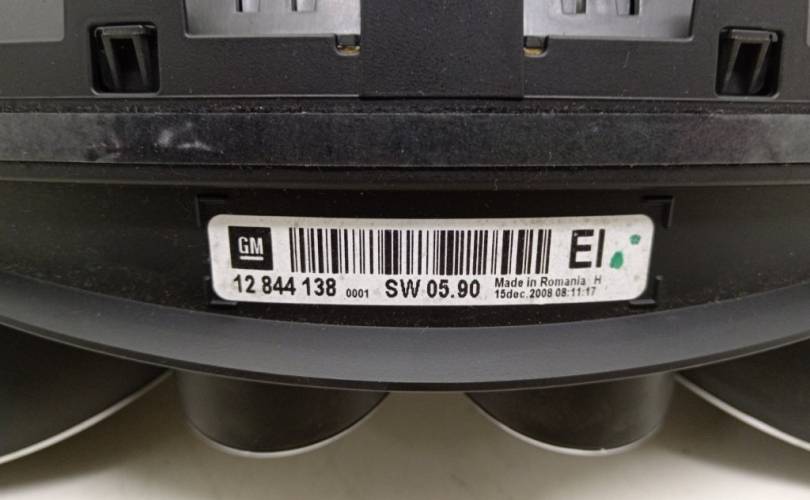 GM EI
12 844 138 0001 SW 05.90 Made in Romania H
15dec.2008 08:11:17